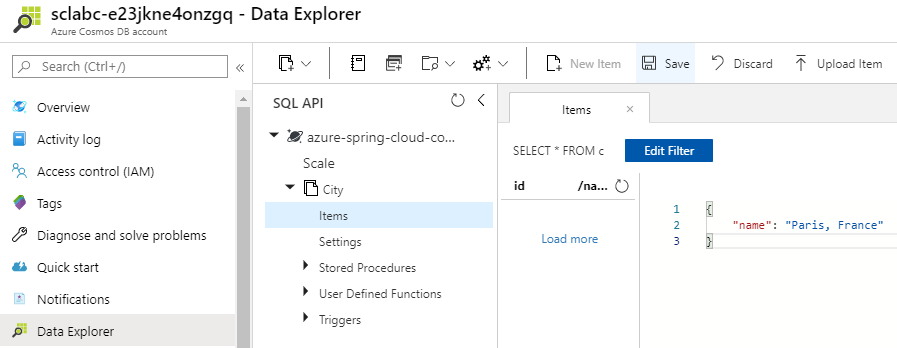 sclabc-e23jkne4onzgq - Data Explorer
Azure Cosmos DB account
Search (Ctrl+/)
«
Overview
Activity log
Access control (IAM)
Tags
Diagnose and solve problems
Quick start
Notifications
Data Explorer
New Item
Save
Discard
Upload Item
SQL API
azure-spring-cloud-co...
Scale
City
Items
Settings
Stored Procedures
User Defined Functions
Triggers
Items
×
SELECT * FROM c
Edit Filter
id
/na...
Load more
1 {
2 "name": "Paris, France"
3 }